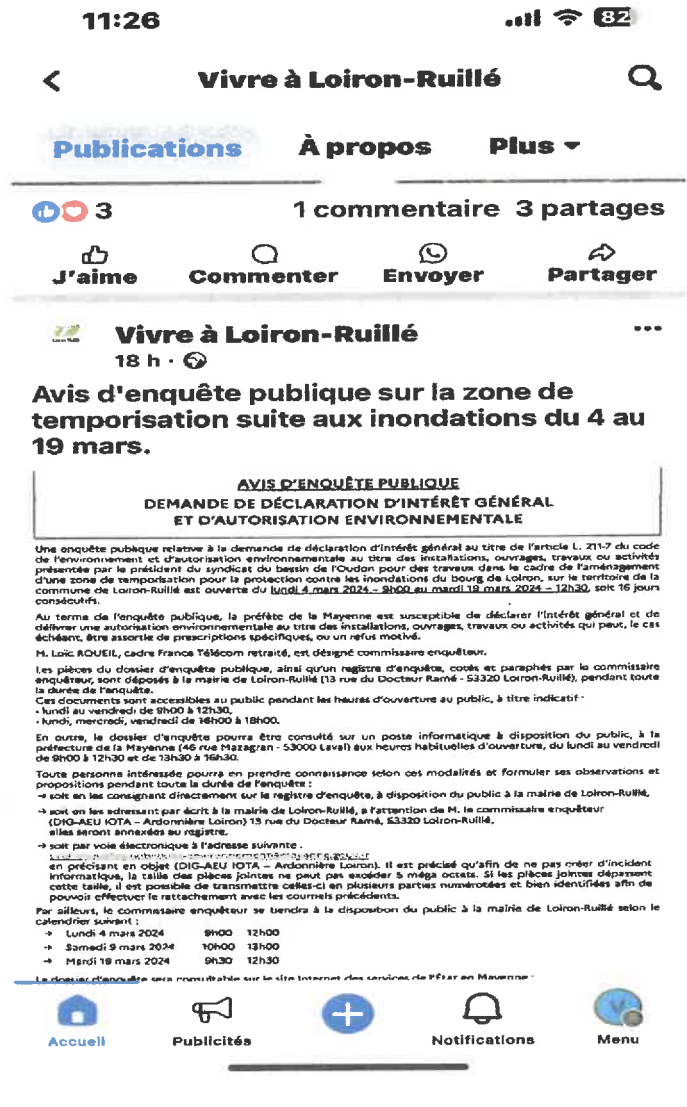 11:26
82
Vivre à Loiron-Ruillé
Publications À propos Plus
3 1 commentaire 3 partages
J'aime Commenter Envoyer Partager
Vivre à Loiron-Ruillé
18 h ·
Avis d'enquête publique sur la zone de
temporisation suite aux inondations du 4 au
19 mars.
AVIS D'ENQUÊTE PUBLIQUE
DEMANDE DE DÉCLARATION D'INTÉRÊT GÉNÉRAL
ET D'AUTORISATION ENVIRONNEMENTALE
Une enquête publique relative à la demande de déclaration d'intérêt général au titre de l'article L. 211-7 du code
de l'environnement et d'autorisation environnementale au titre des installations, ouvrages, travaux ou activités
présentée par le président du syndicat du bassin de l'Oudon pour des travaux dans le cadre de l'aménagement
d'une zone de temporisation pour la protection contre les inondations du bourg de Loiron, sur le territoire de la
commune de Loiron-Ruillé est ouverte du lundi 4 mars 2024 – 9h00 au mardi 19 mars 2024 – 12h30, soit 16 jours
consécutifs.
Au terme de l'enquête publique, la préfète de la Mayenne est susceptible de déclarer l'intérêt général et de
délivrer une autorisation environnementale au titre des installations, ouvrages, travaux ou activités qui peut, le cas
échéant, être assortie de prescriptions spécifiques, ou un refus motivé.
M. Loïc ROUEIL, cadre France Télécom retraité, est désigné commissaire enquêteur.
Les pièces du dossier d'enquête publique, ainsi qu'un registre d'enquête, cotés et paraphés par le commissaire
enquêteur, sont déposés à la mairie de Loiron-Ruillé (13 rue du Docteur Ramé - 53320 Loiron-Ruillé), pendant toute
la durée de l'enquête.
Ces documents sont accessibles au public pendant les heures d'ouverture au public, à titre indicatif :
- lundi au vendredi de 9h00 à 12h30,
- lundi, mercredi, vendredi de 16h00 à 18h00.
En outre, le dossier d'enquête pourra être consulté sur un poste informatique à disposition du public, à la
préfecture de la Mayenne (46 rue Mazagran - 53000 Laval) aux heures habituelles d'ouverture, du lundi au vendredi
de 9h00 à 12h30 et de 13h30 à 16h30.
Toute personne intéressée pourra en prendre connaissance selon ces modalités et formuler ses observations et
propositions pendant toute la durée de l'enquête :
→ soit en les consignant directement sur le registre d'enquête, à disposition du public à la mairie de Loiron-Ruillé,
→ soit en les adressant par écrit à la mairie de Loiron-Ruillé, à l'attention de M. le commissaire enquêteur
(DIG-AEU IOTA – Ardonnière Loiron) 13 rue du Docteur Ramé, 53320 Loiron-Ruillé,
elles seront annexées au registre,
→ soit par voie électronique à l'adresse suivante :
en précisant en objet (DIG-AEU IOTA – Ardonnière Loiron). Il est précisé qu'afin de ne pas créer d'incident
informatique, la taille des pièces jointes ne peut pas excéder 5 méga octets. Si les pièces jointes dépassent
cette taille, il est possible de transmettre celles-ci en plusieurs parties numérotées et bien identifiées afin de
pouvoir effectuer le rattachement avec les courriels précédents.
Par ailleurs, le commissaire enquêteur se tiendra à la disposition du public à la mairie de Loiron-Ruillé selon le
calendrier suivant :
→ Lundi 4 mars 2024 9h00 12h00
→ Samedi 9 mars 2024 10h00 13h00
→ Mardi 19 mars 2024 9h30 12h30
Le dossier d'enquête sera consultable sur le site Internet des services de l'État en Mayenne :
Accueil Publicités Notifications Menu